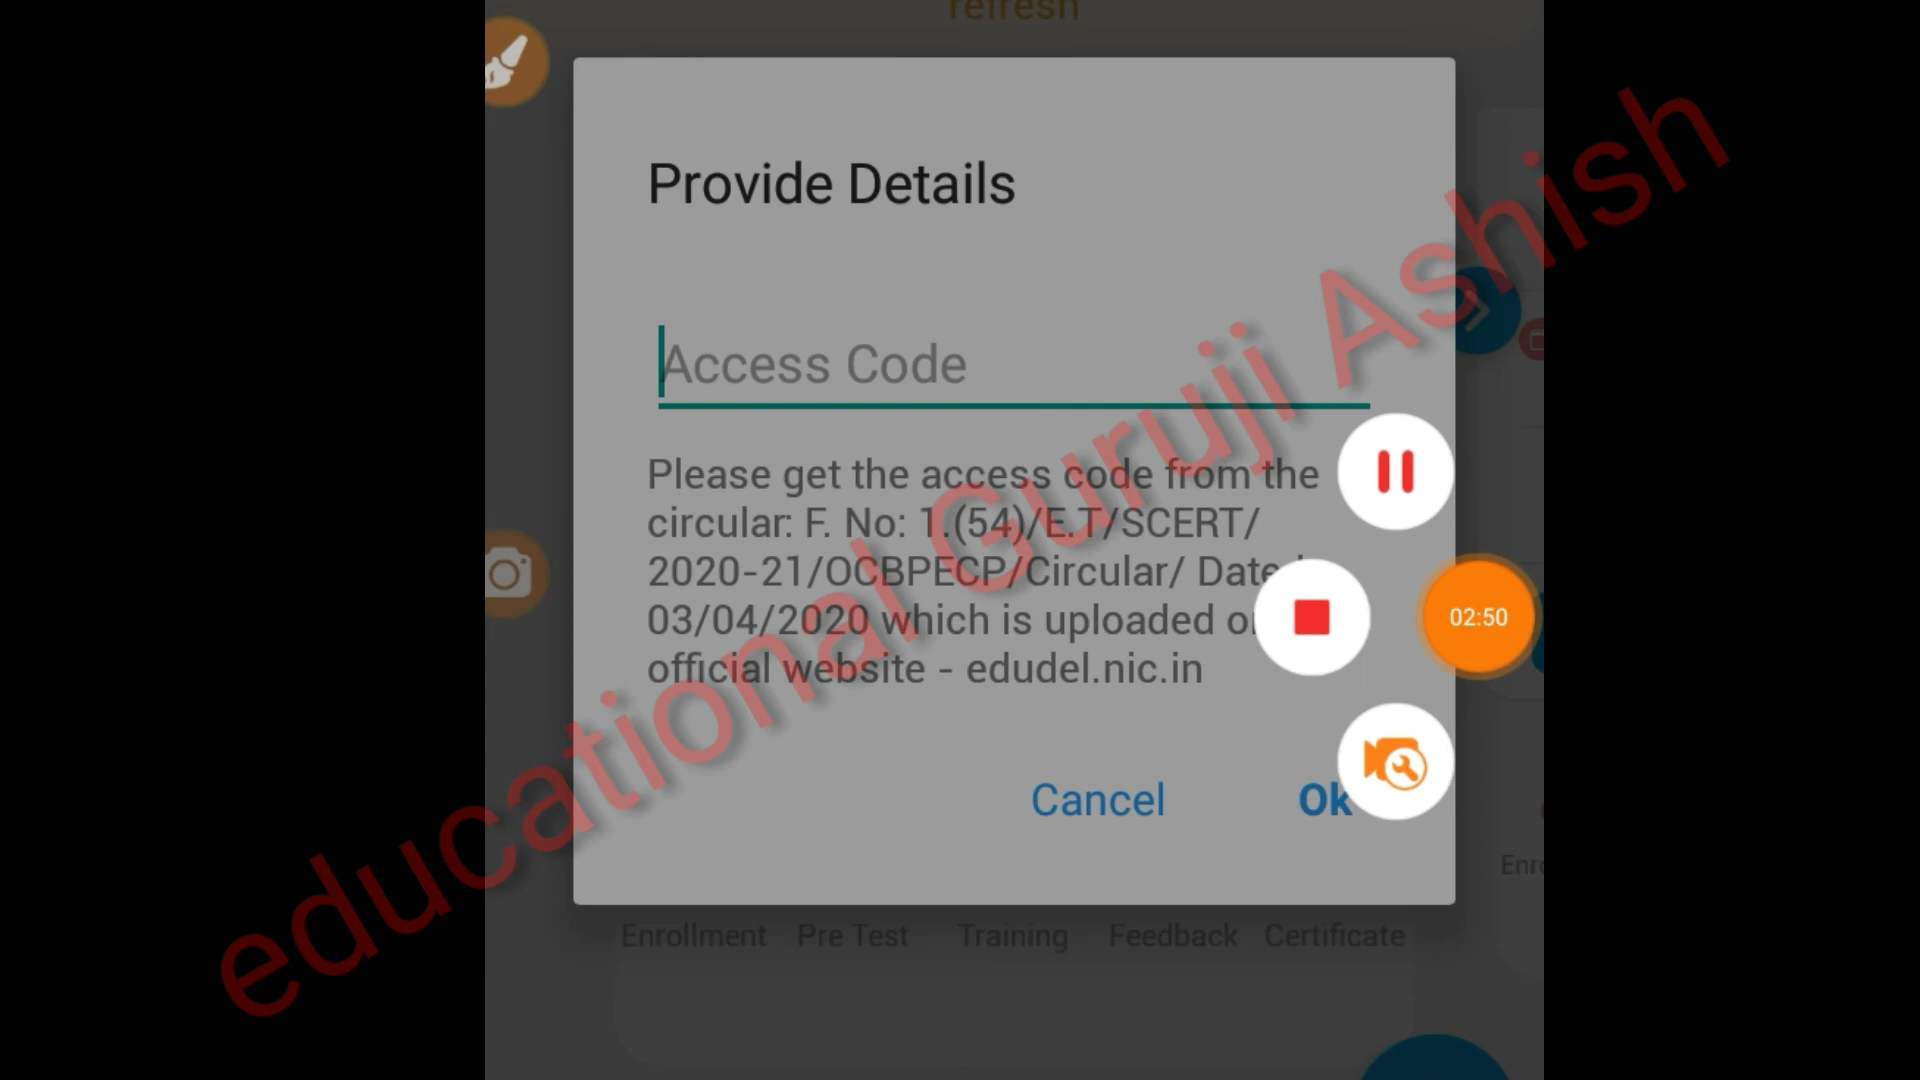 refresh
Provide Details
Access Code
Please get the access code from the
circular: F. No: 1.(54)/E.T/SCERT/
2020-21/OCBPECP/Circular/ Date
03/04/2020 which is uploaded
official website - edudel.nic.in
02:50
Cancel Ok
Enrollment Pre Test Training Feedback Certificate
educational Guruji Ashish